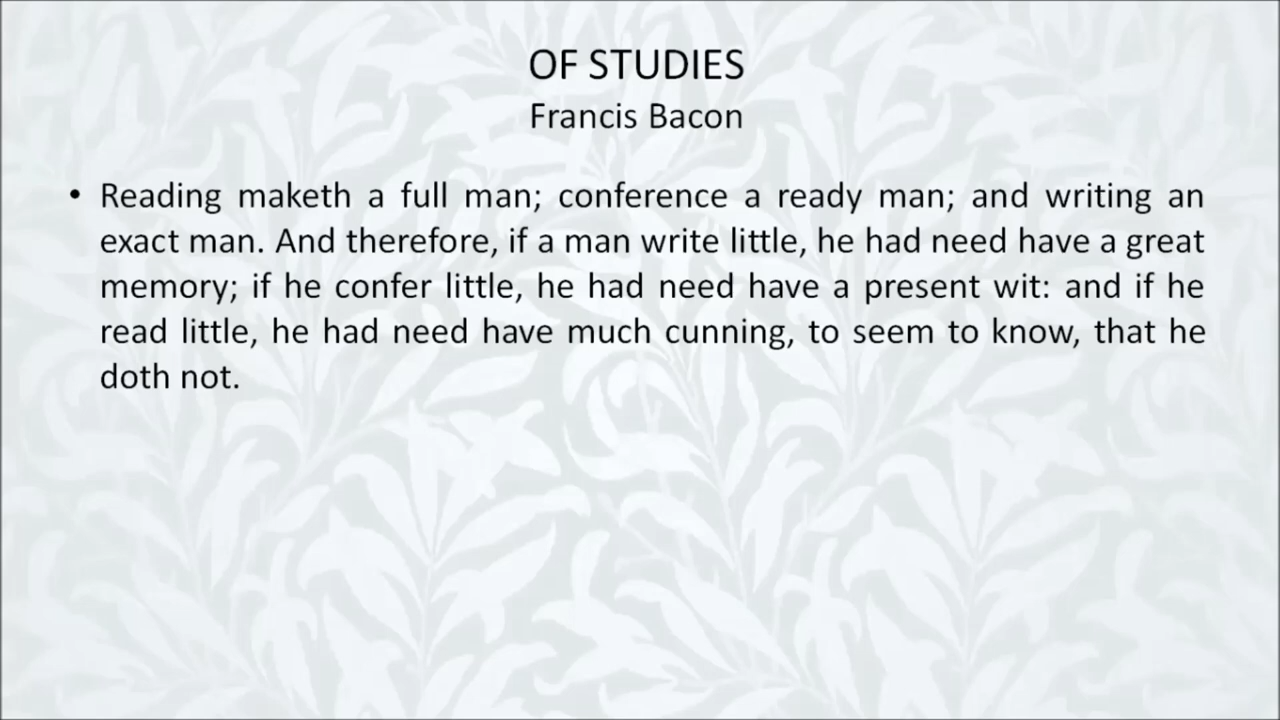 OF STUDIES
Francis Bacon
• Reading maketh a full man; conference a ready man; and writing an
exact man. And therefore, if a man write little, he had need have a great
memory; if he confer little, he had need have a present wit: and if he
read little, he had need have much cunning, to seem to know, that he
doth not.